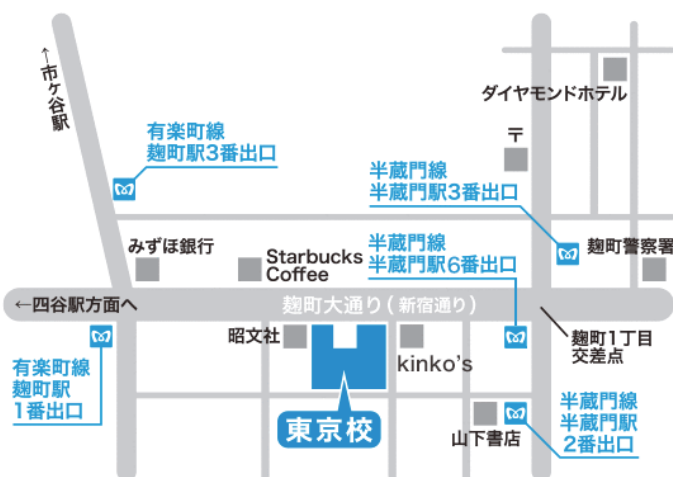 ←市ヶ谷駅
ダイヤモンドホテル
有楽町線
麹町駅3番出口
〒
半蔵門線
半蔵門駅3番出口
みずほ銀行
Starbucks
Coffee
半蔵門線
半蔵門駅6番出口
麹町警察署
←四谷駅方面へ
麹町大通り(新宿通り)
昭文社
kinko's
麹町1丁目
交差点
有楽町線
麹町駅
1番出口
東京校
山下書店
半蔵門線
半蔵門駅
2番出口